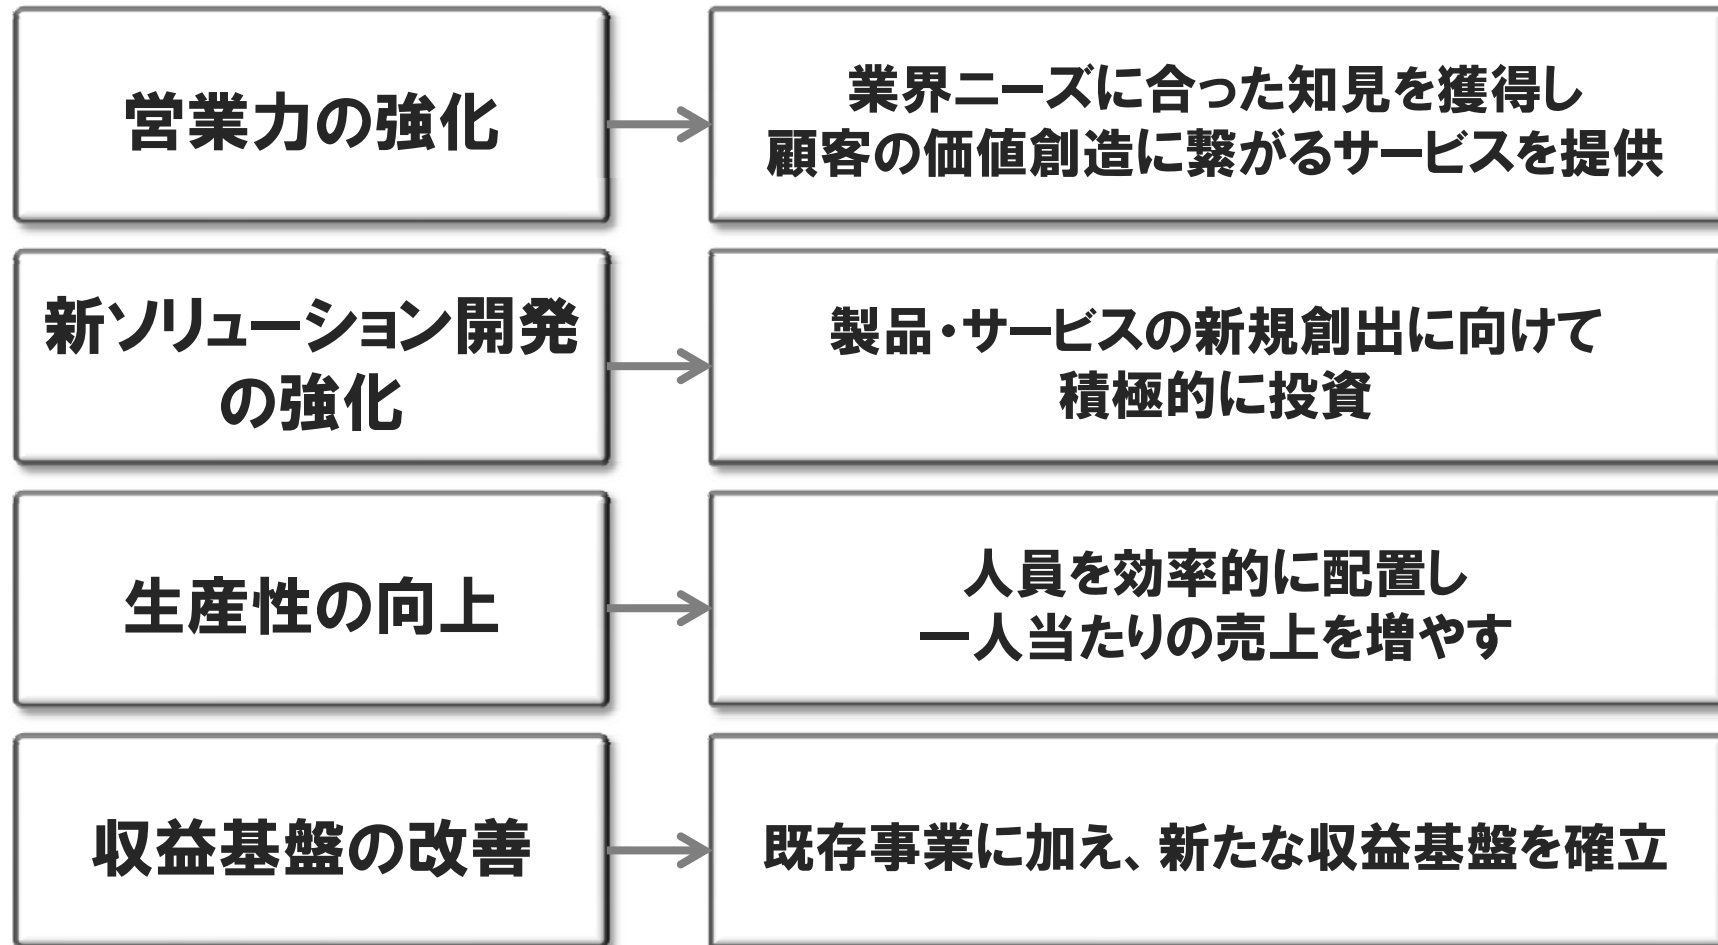 営業力の強化
業界ニーズに合った知見を獲得し
顧客の価値創造に繋がるサービスを提供
新ソリューション開発
の強化
製品・サービスの新規創出に向けて
積極的に投資
生産性の向上
人員を効率的に配置し
一人当たりの売上を増やす
収益基盤の改善
既存事業に加え、新たな収益基盤を確立